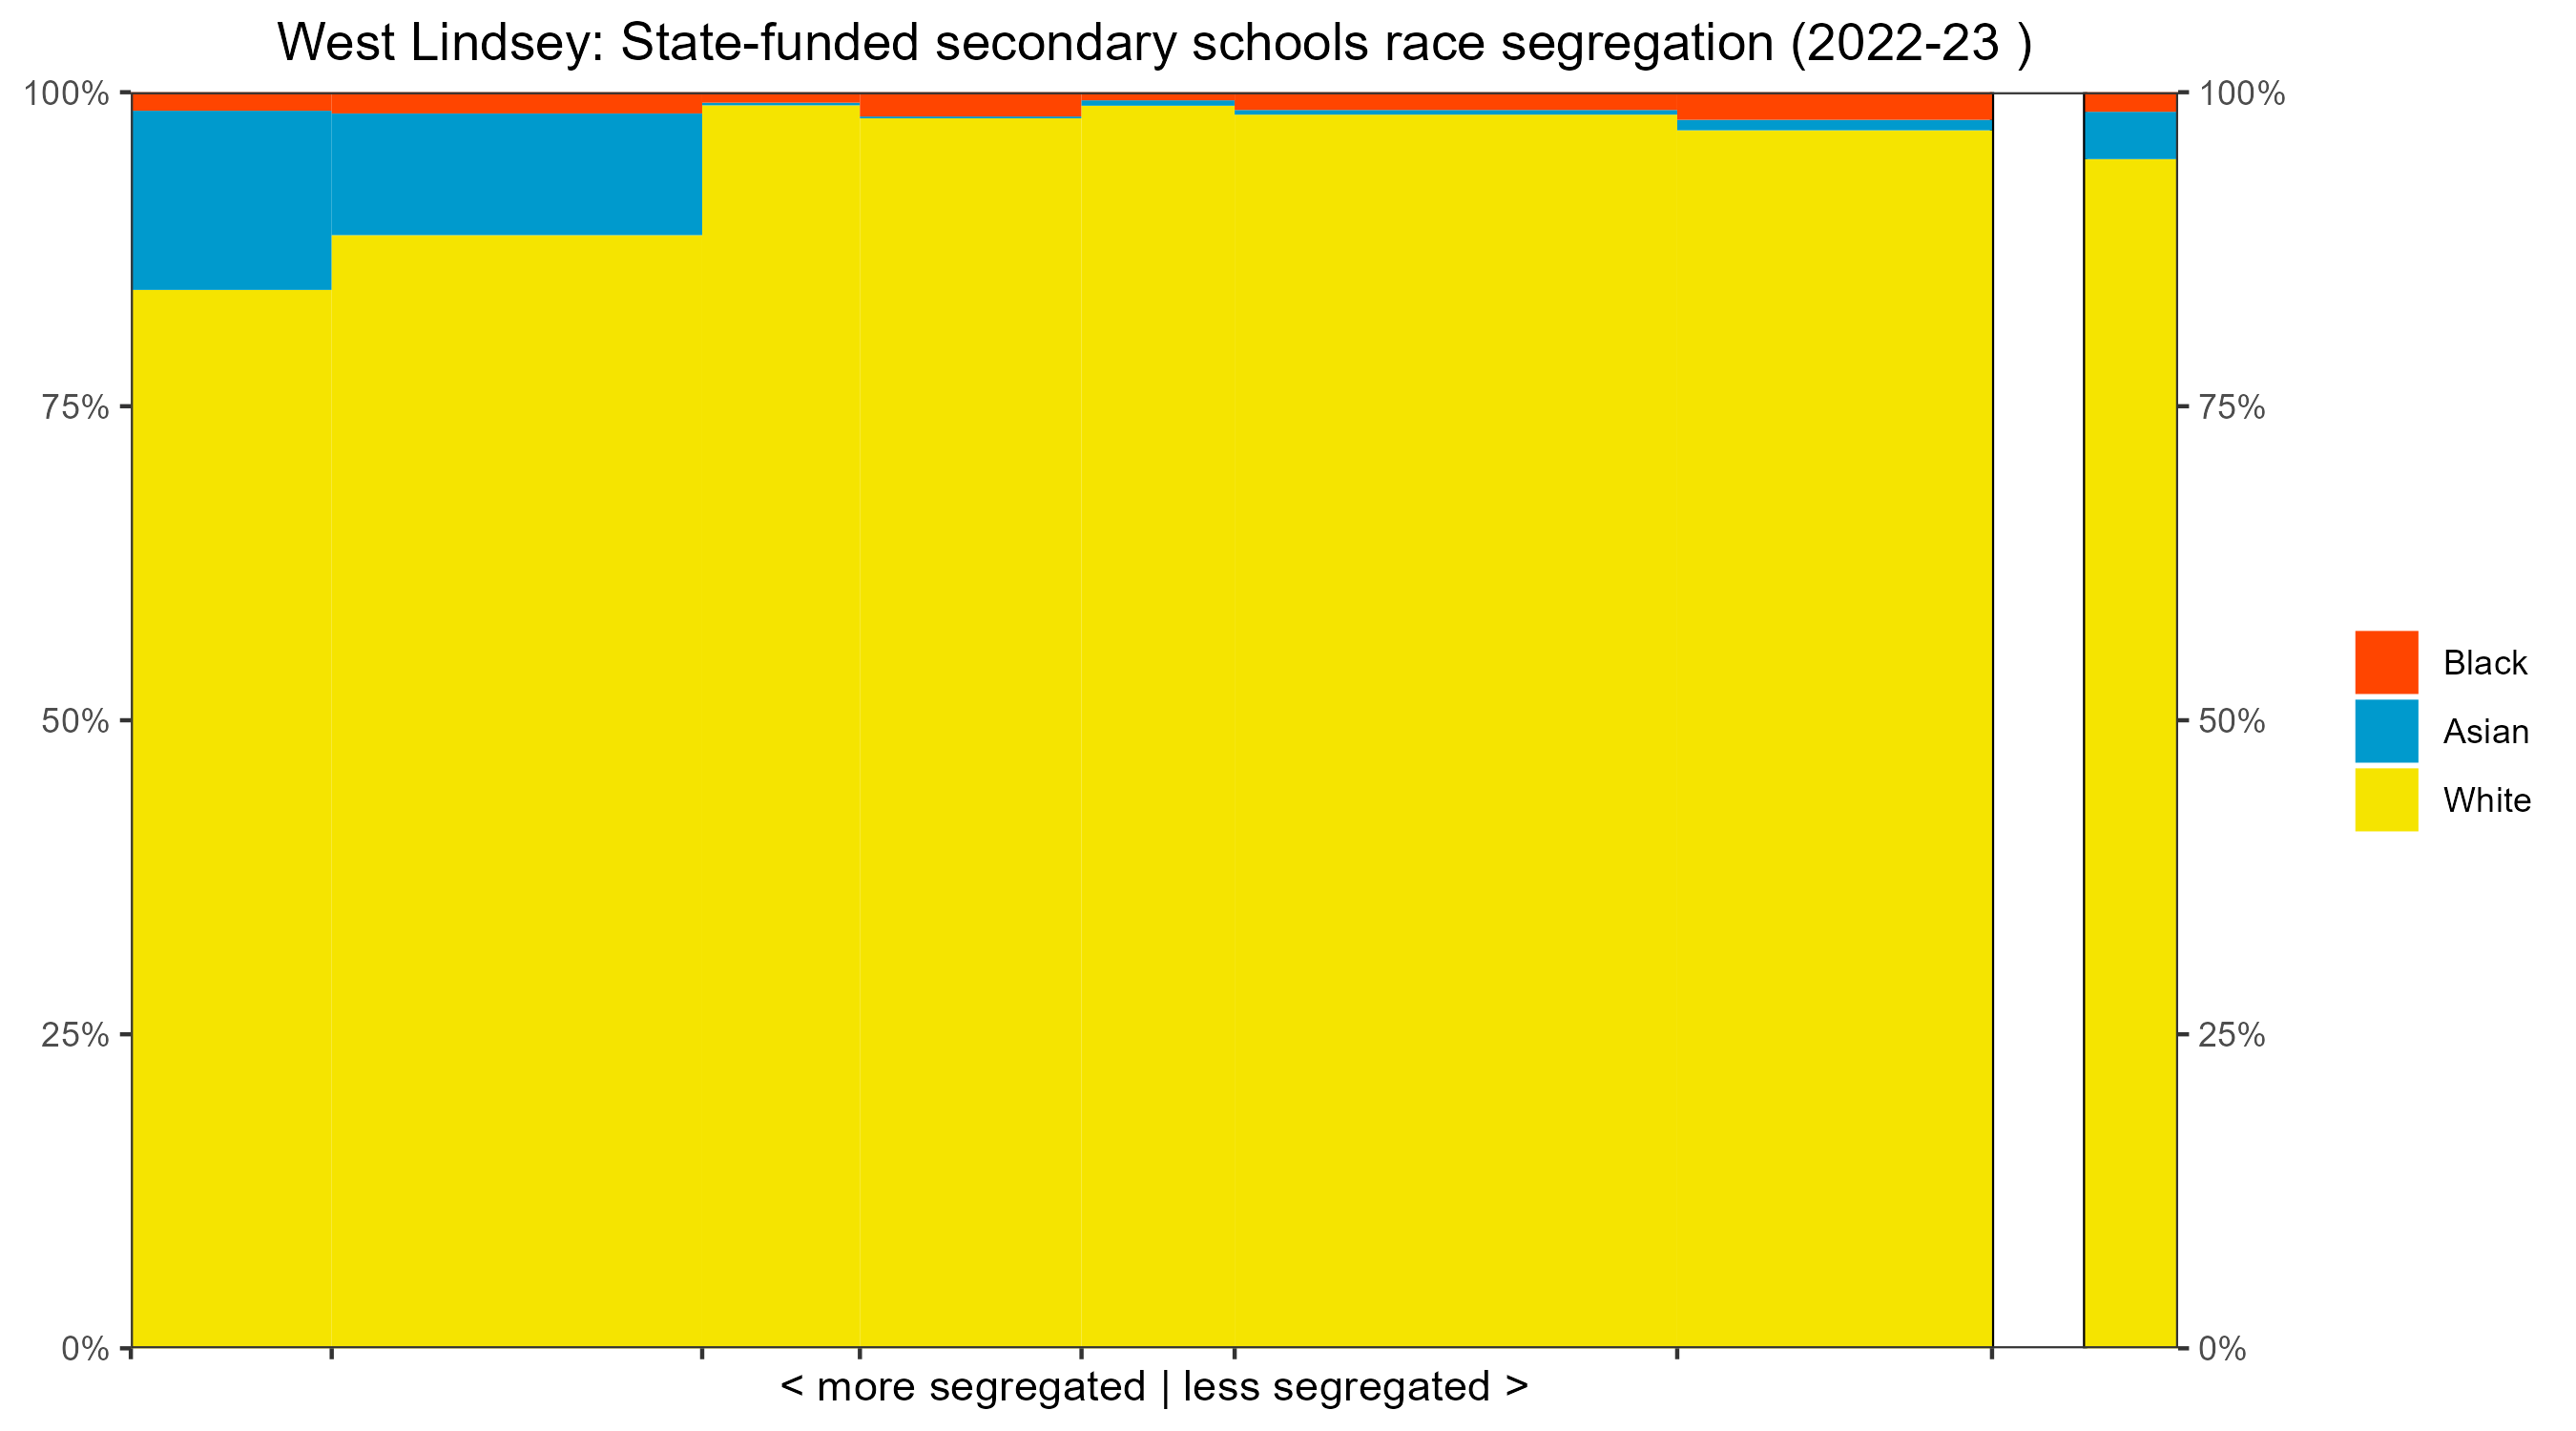 West Lindsey: State-funded secondary schools race segregation (2022-23 )
100%
75%
50%
25%
0%
100%
75%
50%
25%
0%
Black
Asian
White
< more segregated | less segregated >